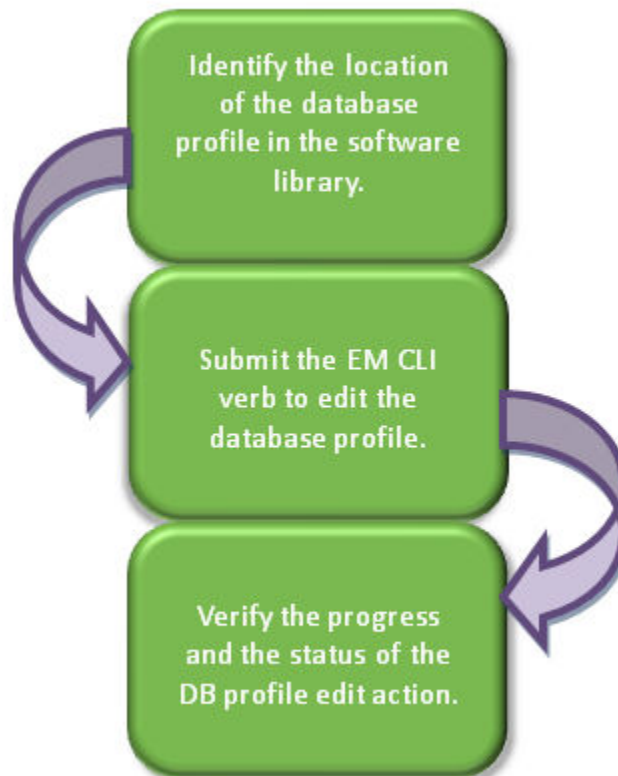 Identify the location
of the database
profile in the software
library.
Submit the EM CLI
verb to edit the
database profile.
Verify the progress
and the status of the
DB profile edit action.